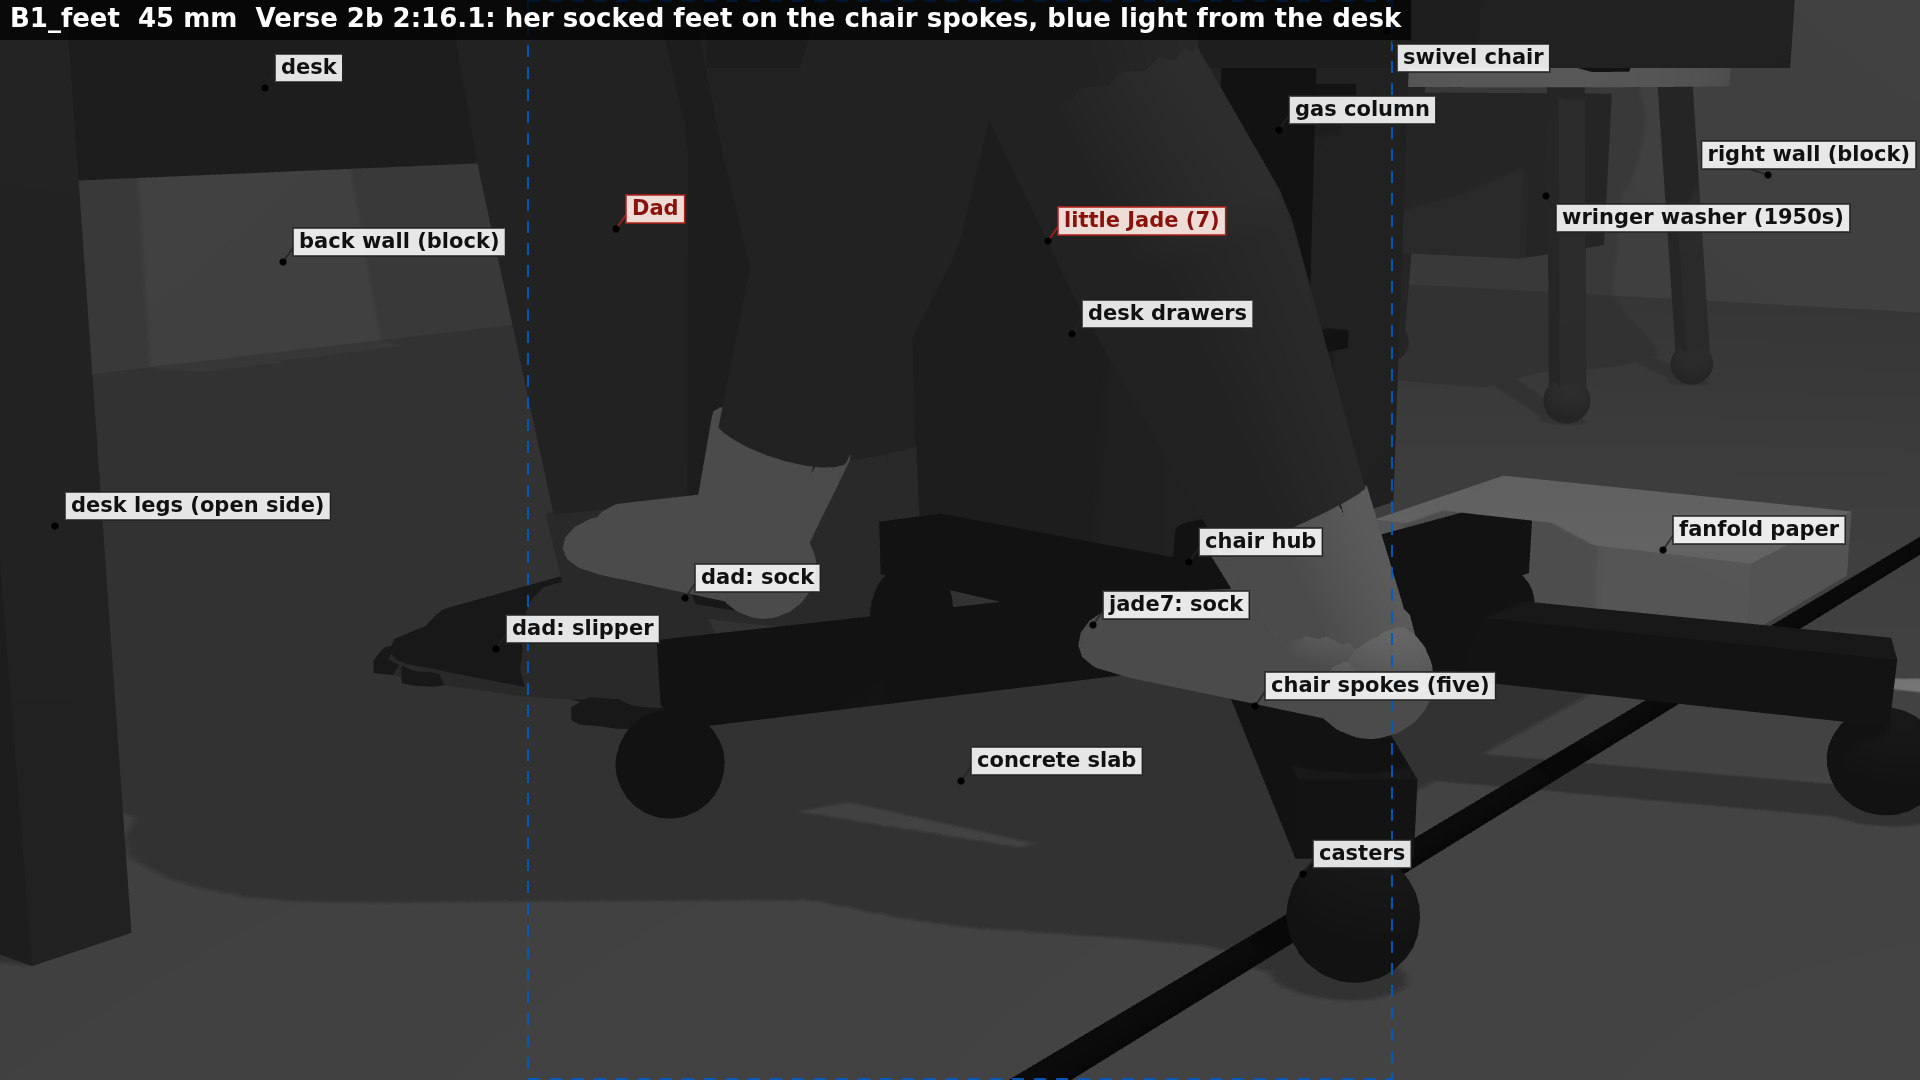 B1_feet 45 mm Verse 2b 2:16.1: her socked feet on the chair spokes, blue light from the desk
swivel chair
desk
gas column
right wall (block)
Dad
little Jade (7)
wringer washer (1950s)
back wall (block)
desk drawers
desk legs (open side)
fanfold paper
chair hub
dad: sock
jade7: sock
dad: slipper
chair spokes (five)
concrete slab
casters